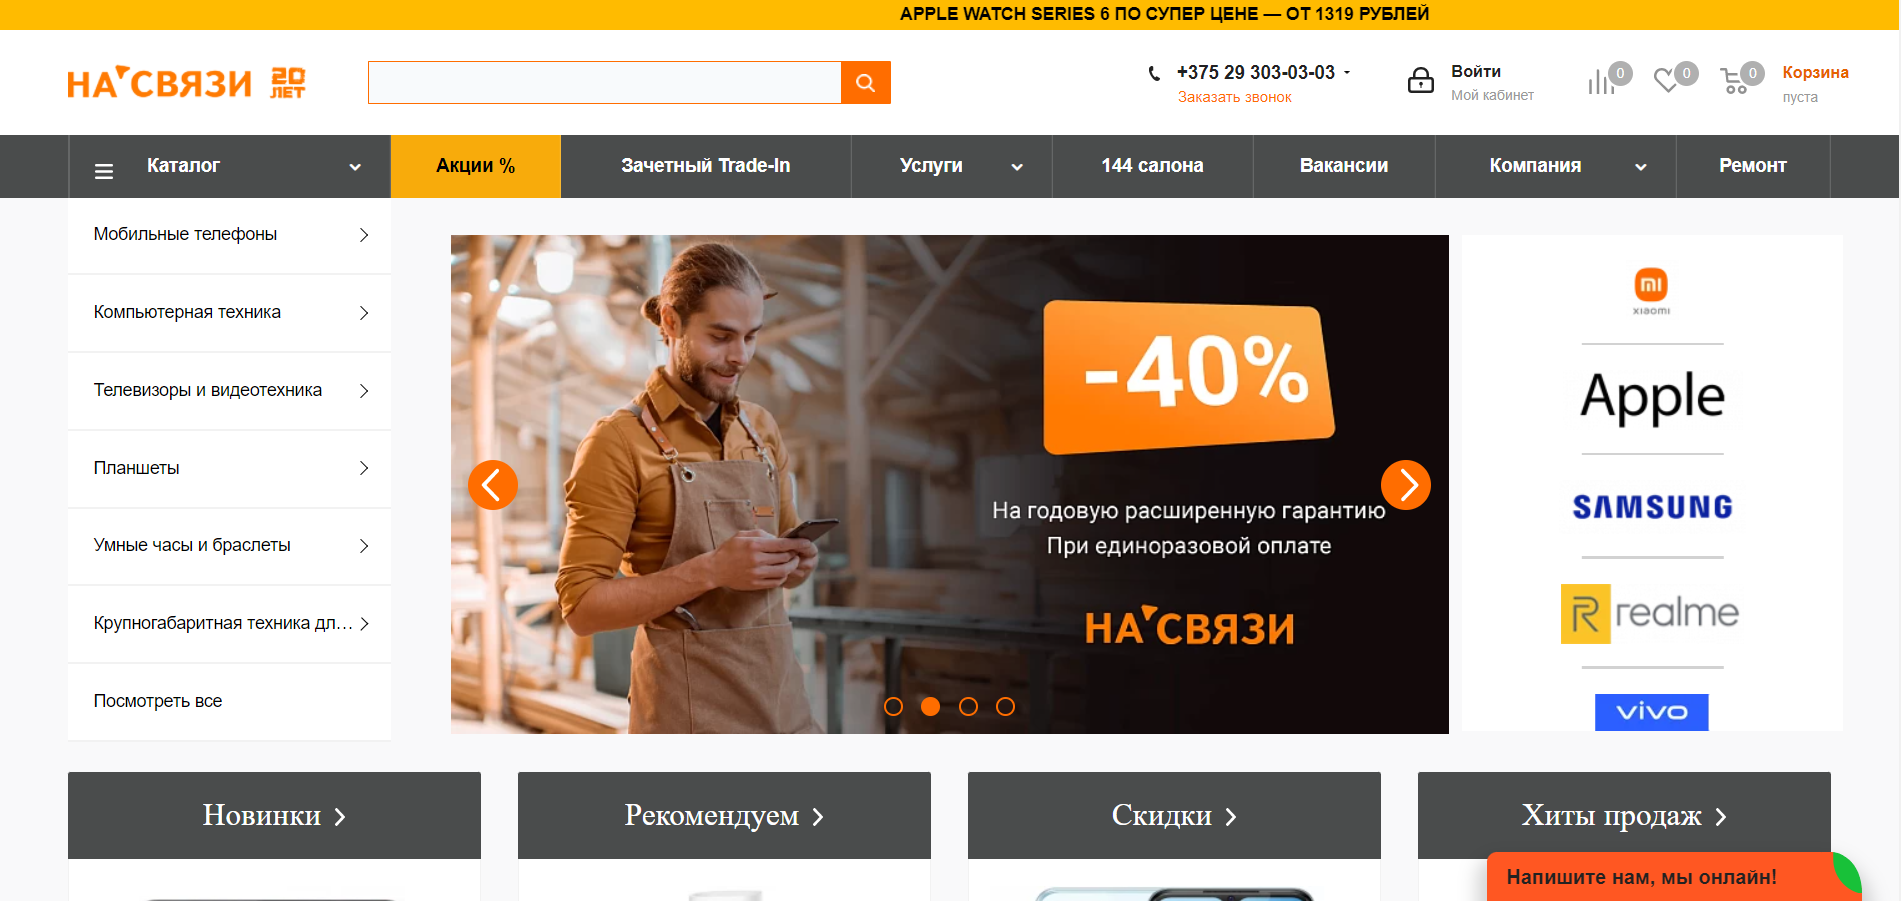 APPLE WATCH SERIES 6 ПО СУПЕР ЦЕНЕ — ОТ 1319 РУБЛЕЙ
НА СВЯЗИ 20 ЛЕТ
+375 29 303-03-03
Заказать звонок
Войти
Мой кабинет
0
0
0
Корзина
пуста
Каталог
Акции %
Зачетный Trade-In
Услуги
144 салона
Вакансии
Компания
Ремонт
Мобильные телефоны
Компьютерная техника
Телевизоры и видеотехника
Планшеты
Умные часы и браслеты
Крупногабаритная техника дл...
Посмотреть все
-40%
На годовую расширенную гарантию
При единоразовой оплате
НА СВЯЗИ
mi
xiaomi
Apple
SAMSUNG
R realme
vivo
Новинки
Рекомендуем
Скидки
Хиты продаж
Напишите нам, мы онлайн!